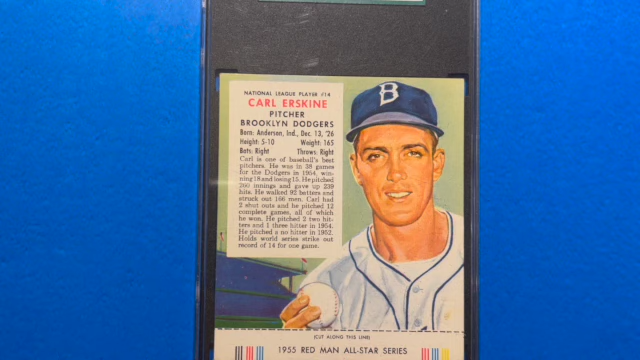 NATIONAL LEAGUE PLAYER #14
CARL ERSKINE
PITCHER
BROOKLYN DODGERS
Born: Anderson, Ind., Dec. 13, '26
Height: 5-10 Weight: 165
Bats: Right Throws: Right
Carl is one of baseball's best
pitchers. He was in 38 games
for the Dodgers in 1954, win-
ning 18 and losing 15. He pitched
260 innings and gave up 239
hits. He walked 92 batters and
struck out 166 men. Carl had
2 shut outs and he pitched 12
complete games, all of which
he won. He pitched 2 two hit-
ters and 1 three hitter in 1954.
He pitched a no hitter in 1952.
Holds world series strike out
record of 14 for one game.
B
B
(CUT ALONG THIS LINE)
1955 RED MAN ALL-STAR SERIES